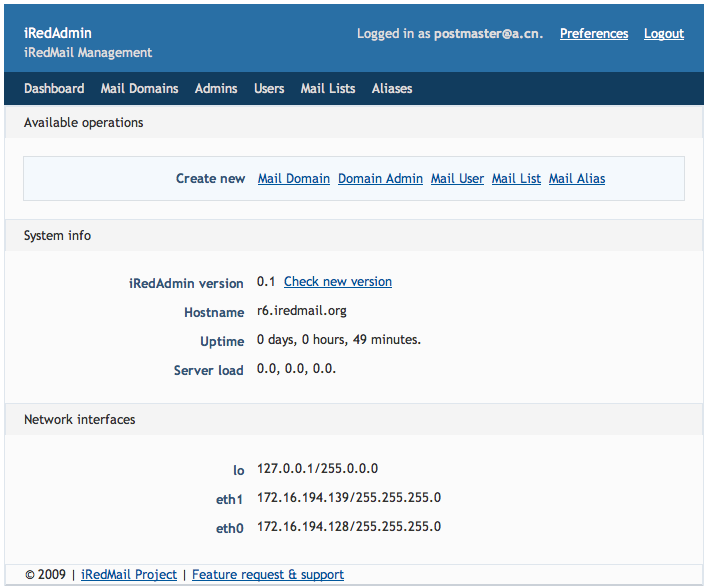 iRedAdmin
iRedMail Management
Logged in as postmaster@a.cn. Preferences Logout
Dashboard Mail Domains Admins Users Mail Lists Aliases
Available operations
Create new Mail Domain Domain Admin Mail User Mail List Mail Alias
System info
iRedAdmin version 0.1 Check new version
Hostname r6.iredmail.org
Uptime 0 days, 0 hours, 49 minutes.
Server load 0.0, 0.0, 0.0.
Network interfaces
lo 127.0.0.1/255.0.0.0
eth1 172.16.194.139/255.255.255.0
eth0 172.16.194.128/255.255.255.0
© 2009 | iRedMail Project | Feature request & support